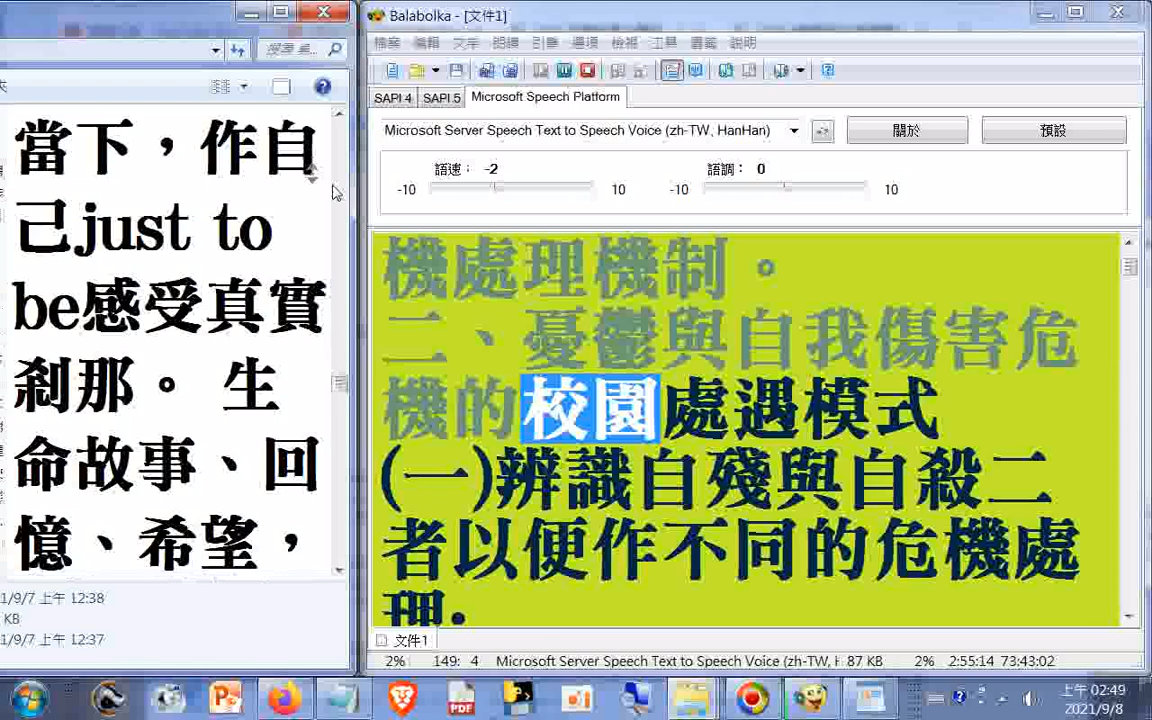 Balabolka - [文件1]
檔案 編輯 文字 朗讀 引擎 選項 檢視 工具 書籤 說明
SAPI 4 SAPI 5 Microsoft Speech Platform
Microsoft Server Speech Text to Speech Voice (zh-TW, HanHan)
關於
預設
語速： -2
語調： 0
-10 10 -10 10
當下，作自
己just to
be感受真實
剎那。 生
命故事、回
憶、希望，
1/9/7 上午 12:38
KB
1/9/7 上午 12:37
機處理機制。
二、憂鬱與自我傷害危
機的校園處遇模式
(一)辨識自殘與自殺二
者以便作不同的危機處
理.
文件1
2% 149: 4 Microsoft Server Speech Text to Speech Voice (zh-TW, H 87 KB 2% 2:55:14 73:43:02
PDF
上午 02:49
2021/9/8